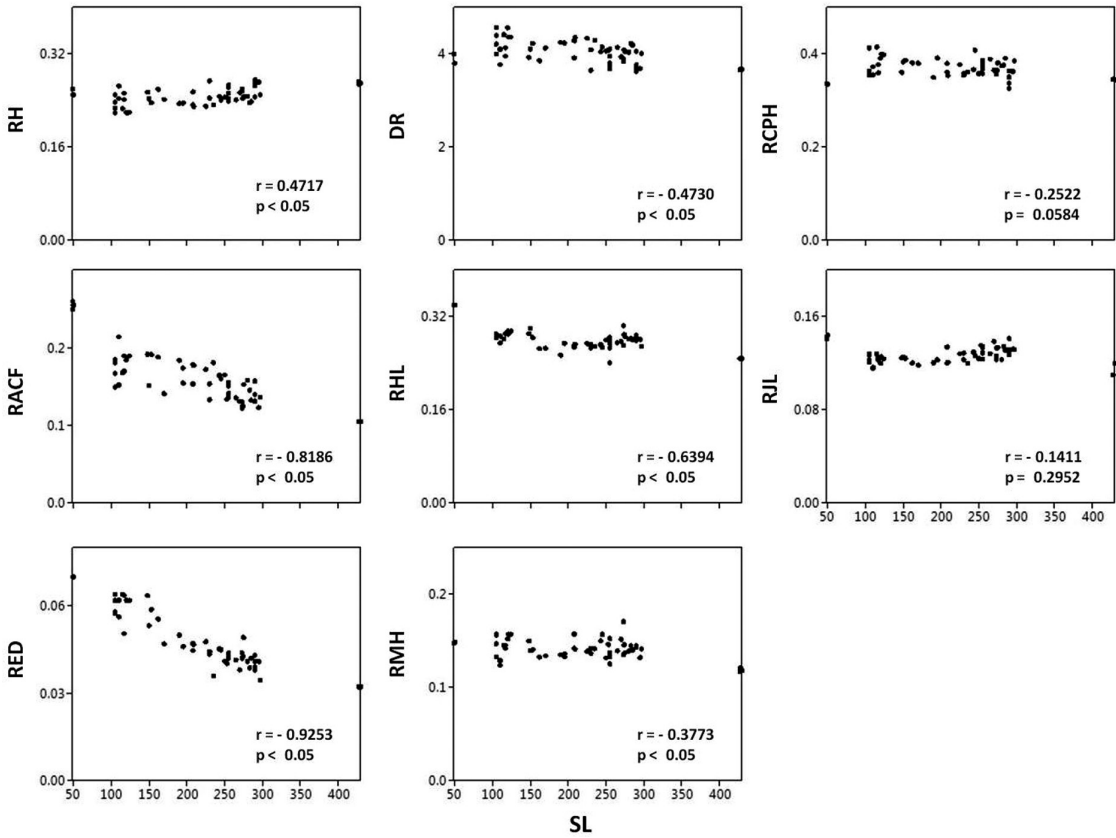 RH
0.32
0.16
0.00
r = 0.4717
p < 0.05
DR
4
2
0
r = - 0.4730
p < 0.05
RCPH
0.4
0.2
0.0
r = - 0.2522
p = 0.0584
RACF
0.2
0.1
0.0
r = - 0.8186
p < 0.05
RHL
0.32
0.16
0.00
r = - 0.6394
p < 0.05
RJL
0.16
0.08
0.00
r = - 0.1411
p = 0.2952
50 100 150 200 250 300 350 400
RED
0.06
0.03
0.00
r = - 0.9253
p < 0.05
50 100 150 200 250 300 350 400
RMH
0.2
0.1
0.0
r = - 0.3773
p < 0.05
50 100 150 200 250 300 350 400
SL